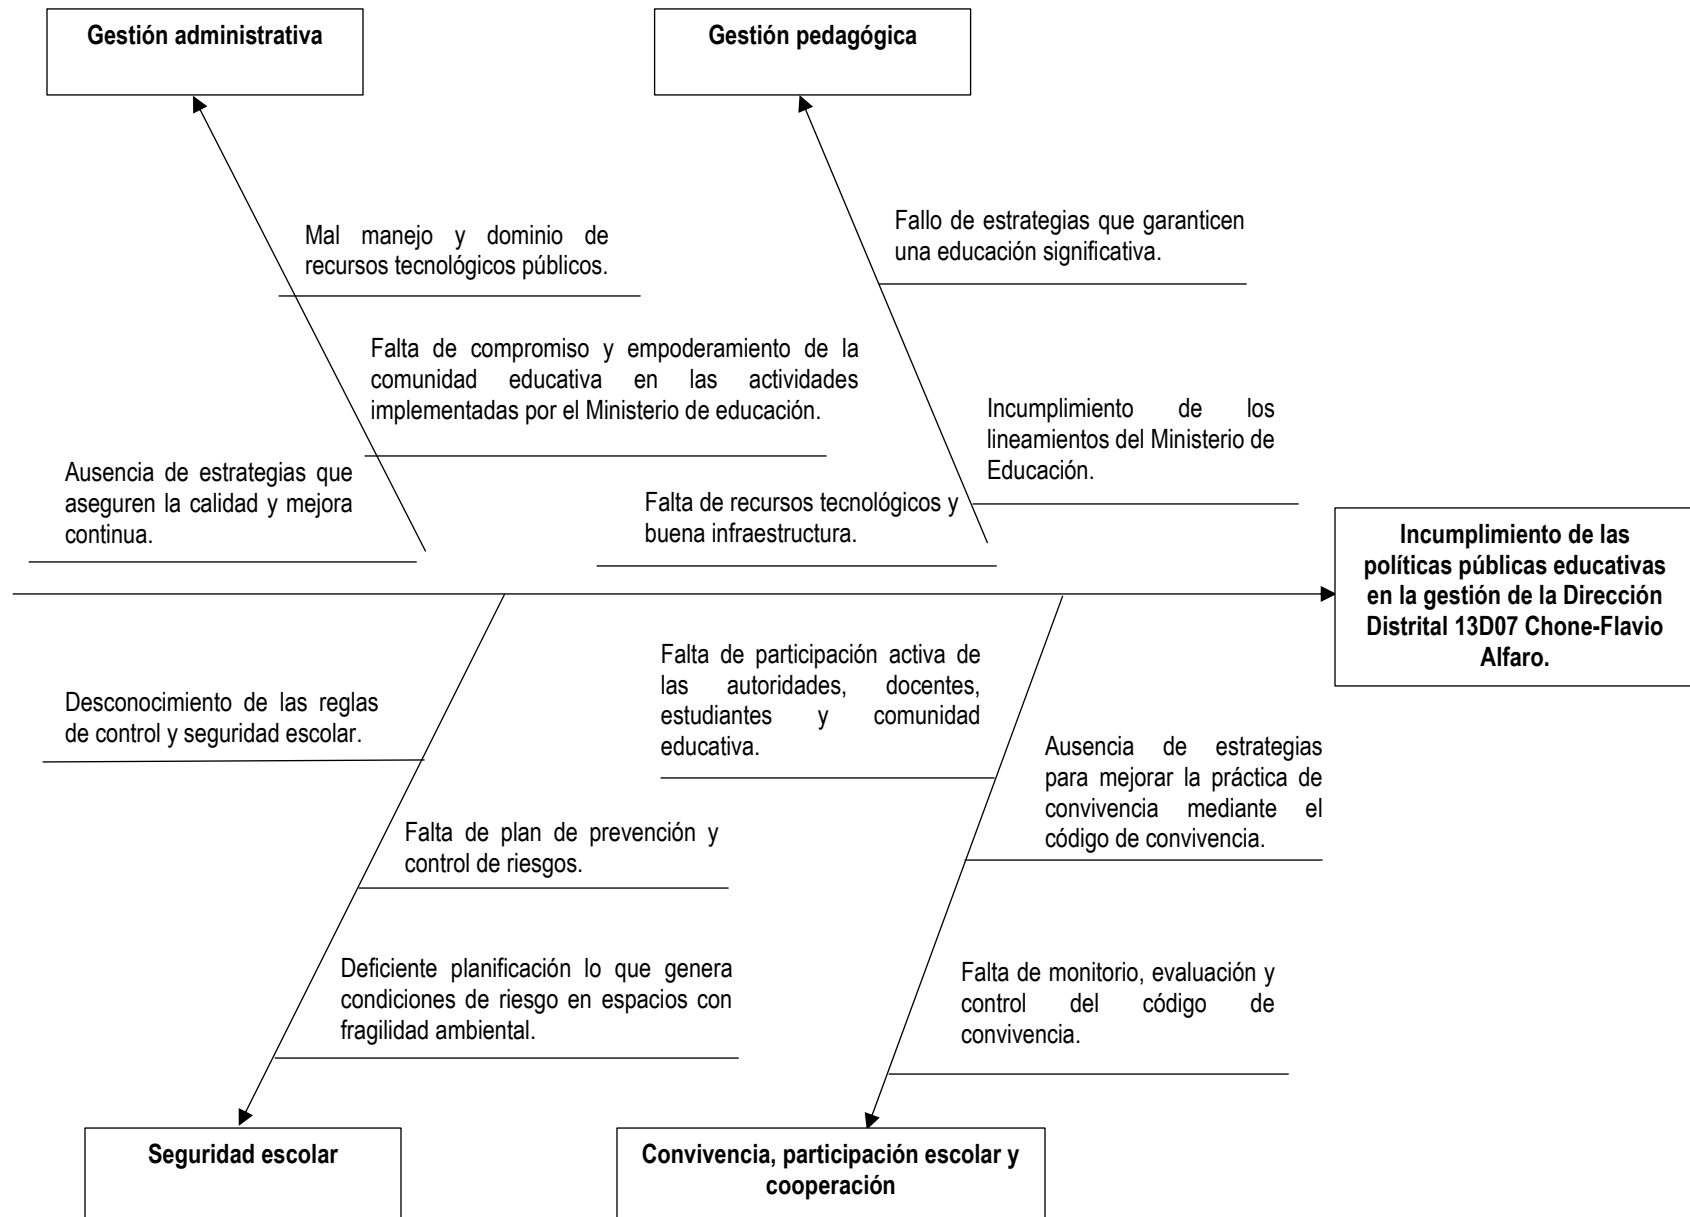 Gestión administrativa
Gestión pedagógica
Mal manejo y dominio de
recursos tecnológicos públicos.
Fallo de estrategias que garanticen
una educación significativa.
Falta de compromiso y empoderamiento de la
comunidad educativa en las actividades
implementadas por el Ministerio de educación.
Incumplimiento de los
lineamientos del Ministerio de
Educación.
Ausencia de estrategias que
aseguren la calidad y mejora
continua.
Falta de recursos tecnológicos y
buena infraestructura.
Incumplimiento de las
políticas públicas educativas
en la gestión de la Dirección
Distrital 13D07 Chone-Flavio
Alfaro.
Desconocimiento de las reglas
de control y seguridad escolar.
Falta de participación activa de
las autoridades, docentes,
estudiantes y comunidad
educativa.
Ausencia de estrategias
para mejorar la práctica de
convivencia mediante el
código de convivencia.
Falta de plan de prevención y
control de riesgos.
Deficiente planificación lo que genera
condiciones de riesgo en espacios con
fragilidad ambiental.
Falta de monitorio, evaluación y
control del código de
convivencia.
Seguridad escolar
Convivencia, participación escolar y
cooperación